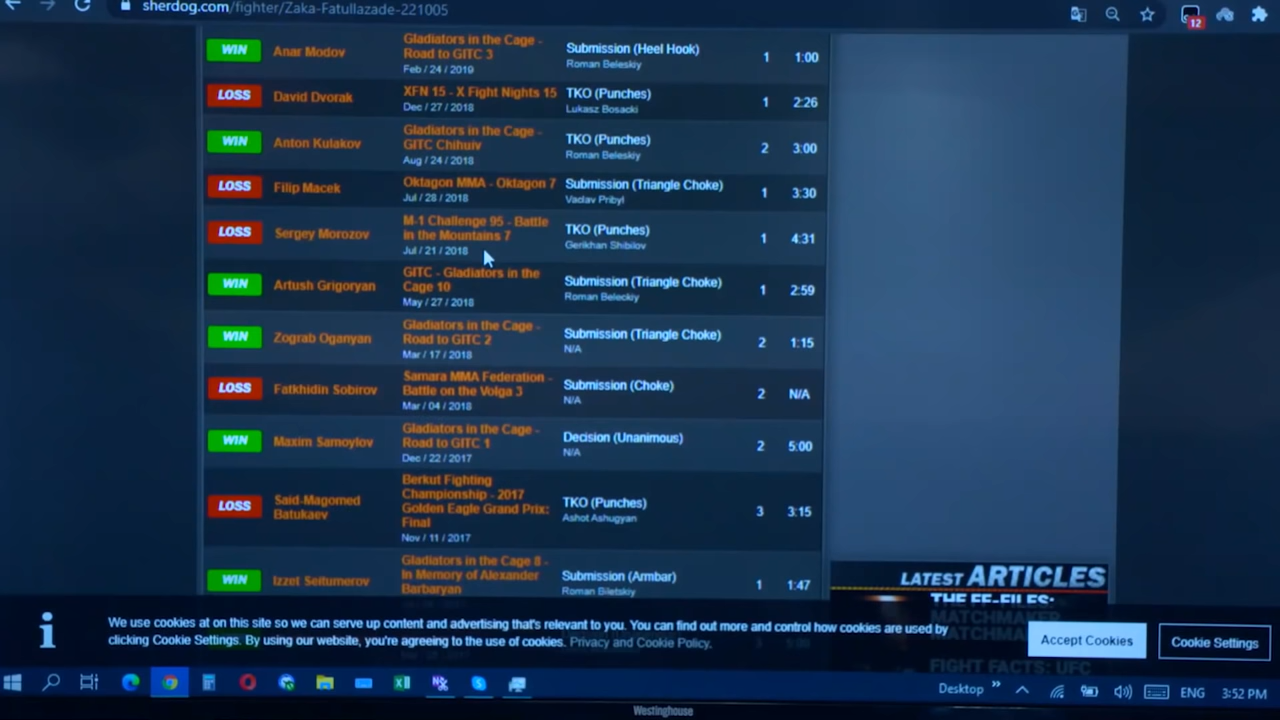 sherdog.com/fighter/Zaka-Fatullazade-221005
12
WIN Anar Modov Gladiators in the Cage - Road to GITC 3 Feb / 24 / 2019 Submission (Heel Hook) Roman Beleskiy 1 1:00
LOSS David Dvorak XFN 15 - X Fight Nights 15 Dec / 27 / 2018 TKO (Punches) Lukasz Bosacki 1 2:26
WIN Anton Kulakov Gladiators in the Cage - GITC Chihuiv Aug / 24 / 2018 TKO (Punches) Roman Beleskiy 2 3:00
LOSS Filip Macek Oktagon MMA - Oktagon 7 Jul / 28 / 2018 Submission (Triangle Choke) Vaclav Pribyl 1 3:30
LOSS Sergey Morozov M-1 Challenge 95 - Battle in the Mountains 7 Jul / 21 / 2018 TKO (Punches) Gerikhan Shibilov 1 4:31
WIN Artush Grigoryan GITC - Gladiators in the Cage 10 May / 27 / 2018 Submission (Triangle Choke) Roman Beleckiy 1 2:59
WIN Zograb Oganyan Gladiators in the Cage - Road to GITC 2 Mar / 17 / 2018 Submission (Triangle Choke) N/A 2 1:15
LOSS Fatkhidin Sobirov Samara MMA Federation - Battle on the Volga 3 Mar / 04 / 2018 Submission (Choke) N/A 2 N/A
WIN Maxim Samoylov Gladiators in the Cage - Road to GITC 1 Dec / 22 / 2017 Decision (Unanimous) N/A 2 5:00
LOSS Said-Magomed Batukaev Berkut Fighting Championship - 2017 Golden Eagle Grand Prix: Final Nov / 11 / 2017 TKO (Punches) Ashot Ashugyan 3 3:15
WIN Izzet Seitumerov Gladiators in the Cage 8 - In Memory of Alexander Barbaryan Submission (Armbar) Roman Biletskiy 1 1:47
LATEST ARTICLES
THE FE-FILES:
MATCHMAKER
MATCHMAKER
FIGHT FACTS: UFC
We use cookies at on this site so we can serve up content and advertising that's relevant to you. You can find out more and control how cookies are used by
clicking Cookie Settings. By using our website, you're agreeing to the use of cookies. Privacy and Cookie Policy.
Accept Cookies
Cookie Settings
Desktop
ENG
3:52 PM
Westinghouse